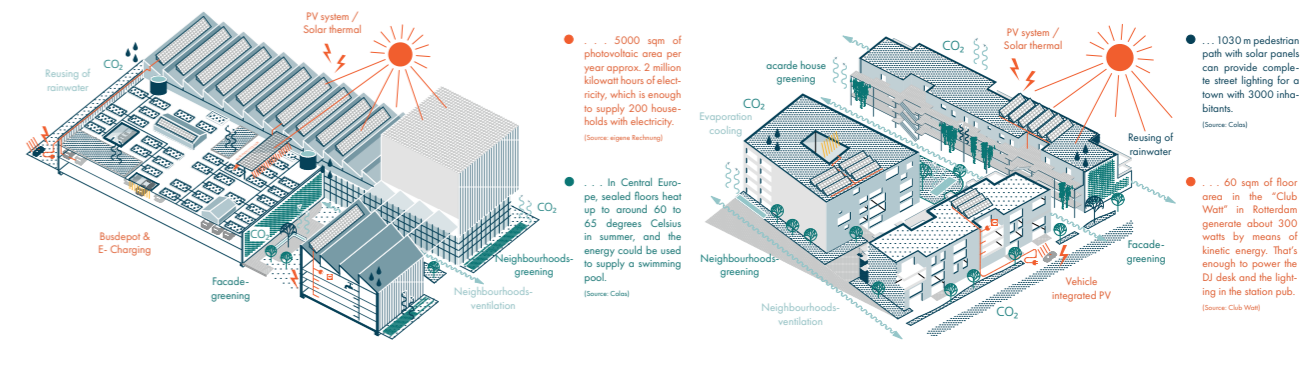 PV system /
Solar thermal
CO₂
Reusing of
rainwater
CO₂
CO₂
Busdepot &
E- Charging
Neighbourhoods-
greening
Facade-
greening
Neighbourhoods-
ventilation
. . . 5000 sqm of
photovoltaic area per
year approx. 2 million
kilowatt hours of elect-
ricity, which is enough
to supply 200 house-
holds with electricity.
(Source: eigene Rechnung)
. . . In Central Euro-
pe, sealed floors heat
up to around 60 to
65 degrees Celsius
in summer, and the
energy could be used
to supply a swimming
pool.
(Source: Colas)
PV system /
Solar thermal
CO₂
acarde house
greening
CO₂
Evaporation
cooling
Reusing of
rainwater
Neighbourhoods-
greening
Facade-
greening
Vehicle
integrated PV
Neighbourhoods-
ventilation
CO₂
. . . 1030 m pedestrian
path with solar panels
can provide comple-
te street lighting for a
town with 3000 inha-
bitants.
(Source: Colas)
. . . 60 sqm of floor
area in the "Club
Watt" in Rotterdam
generate about 300
watts by means of
kinetic energy. That's
enough to power the
DJ desk and the light-
ing in the station pub.
(Source: Club Watt)